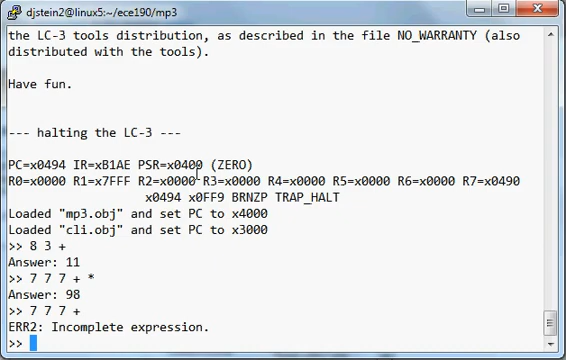 djstein2@linux5:~/ece190/mp3
the LC-3 tools distribution, as described in the file NO_WARRANTY (also
distributed with the tools).
Have fun.
--- halting the LC-3 ---
PC=x0494 IR=xB1AE PSR=x0400 (ZERO)
R0=x0000 R1=x7FFF R2=x0000 R3=x0000 R4=x0000 R5=x0000 R6=x0000 R7=x0490
x0494 x0FF9 BRNZP TRAP_HALT
Loaded "mp3.obj" and set PC to x4000
Loaded "cli.obj" and set PC to x3000
>> 8 3 +
Answer: 11
>> 7 7 7 + *
Answer: 98
>> 7 7 7 +
ERR2: Incomplete expression.
>>